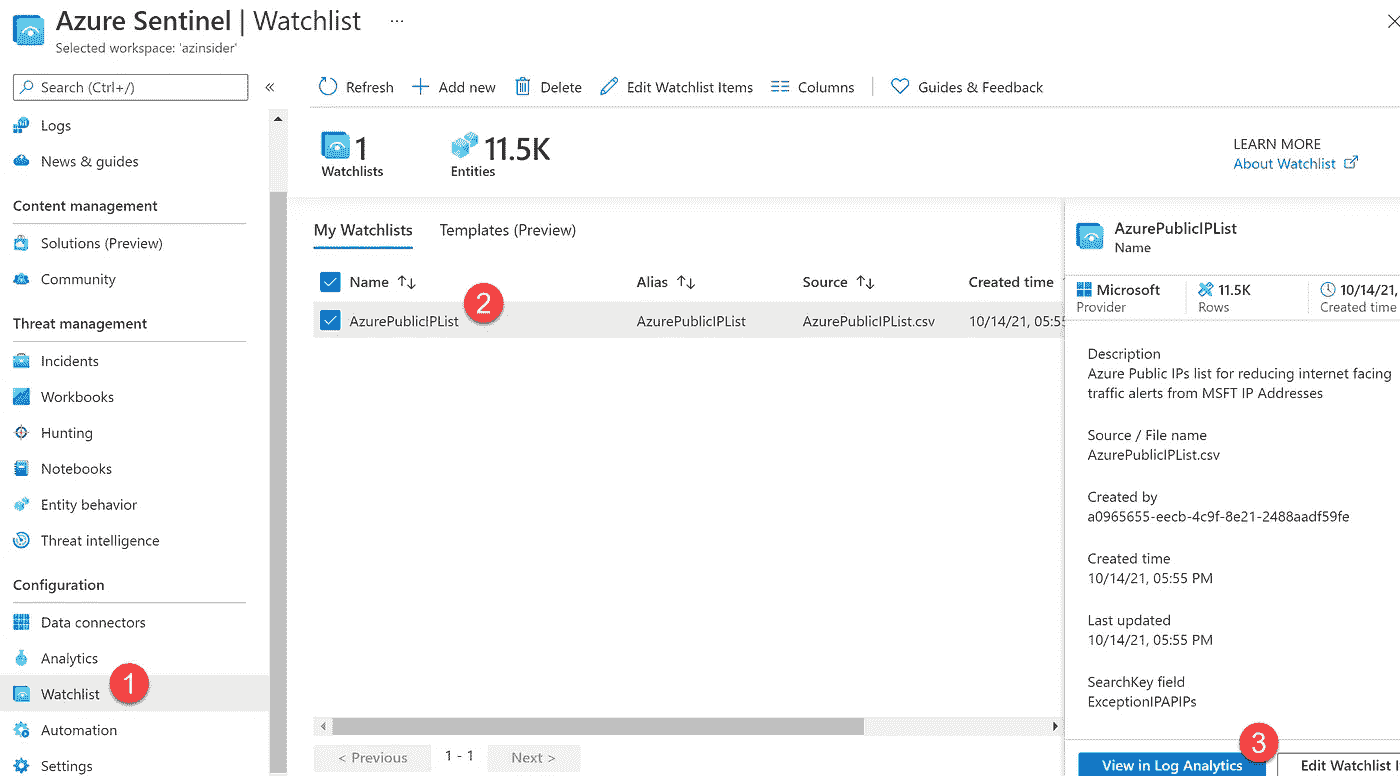 Azure Sentinel | Watchlist ...
Selected workspace: 'azinsider'
Search (Ctrl+/)
«
Logs
News & guides
Content management
Solutions (Preview)
Community
Threat management
Incidents
Workbooks
Hunting
Notebooks
Entity behavior
Threat intelligence
Configuration
Data connectors
Analytics
Watchlist 1
Automation
Settings
Refresh Add new Delete Edit Watchlist Items Columns Guides & Feedback
1
Watchlists
11.5K
Entities
LEARN MORE
About Watchlist
My Watchlists Templates (Preview)
Name ↑↓ Alias ↑↓ Source ↑↓ Created time
AzurePublicIPList 2 AzurePublicIPList AzurePublicIPList.csv 10/14/21, 05:55
< Previous 1 - 1 Next >
AzurePublicIPList
Name
Microsoft
Provider
11.5K
Rows
10/14/21,
Created time
Description
Azure Public IPs list for reducing internet facing
traffic alerts from MSFT IP Addresses
Source / File name
AzurePublicIPList.csv
Created by
a0965655-eecb-4c9f-8e21-2488aadf59fe
Created time
10/14/21, 05:55 PM
Last updated
10/14/21, 05:55 PM
SearchKey field
ExceptionIPAPIPs
View in Log Analytics 3 Edit Watchlist I